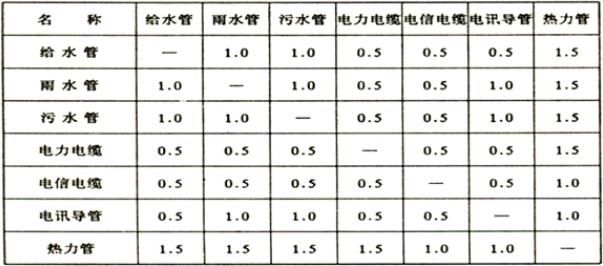 名 称 给水管 雨水管 污水管 电力电缆 电信电缆 电讯导管 热力管
给水管 — 1.0 1.0 0.5 0.5 0.5 1.5
雨水管 1.0 — 1.0 0.5 0.5 1.0 1.5
污水管 1.0 1.0 — 0.5 0.5 1.0 1.5
电力电缆 0.5 0.5 0.5 — 0.5 0.5 1.5
电信电缆 0.5 0.5 0.5 0.5 — 0.5 1.0
电讯导管 0.5 1.0 1.0 0.5 0.5 — 1.0
热力管 1.5 1.5 1.5 1.5 1.0 1.0 —